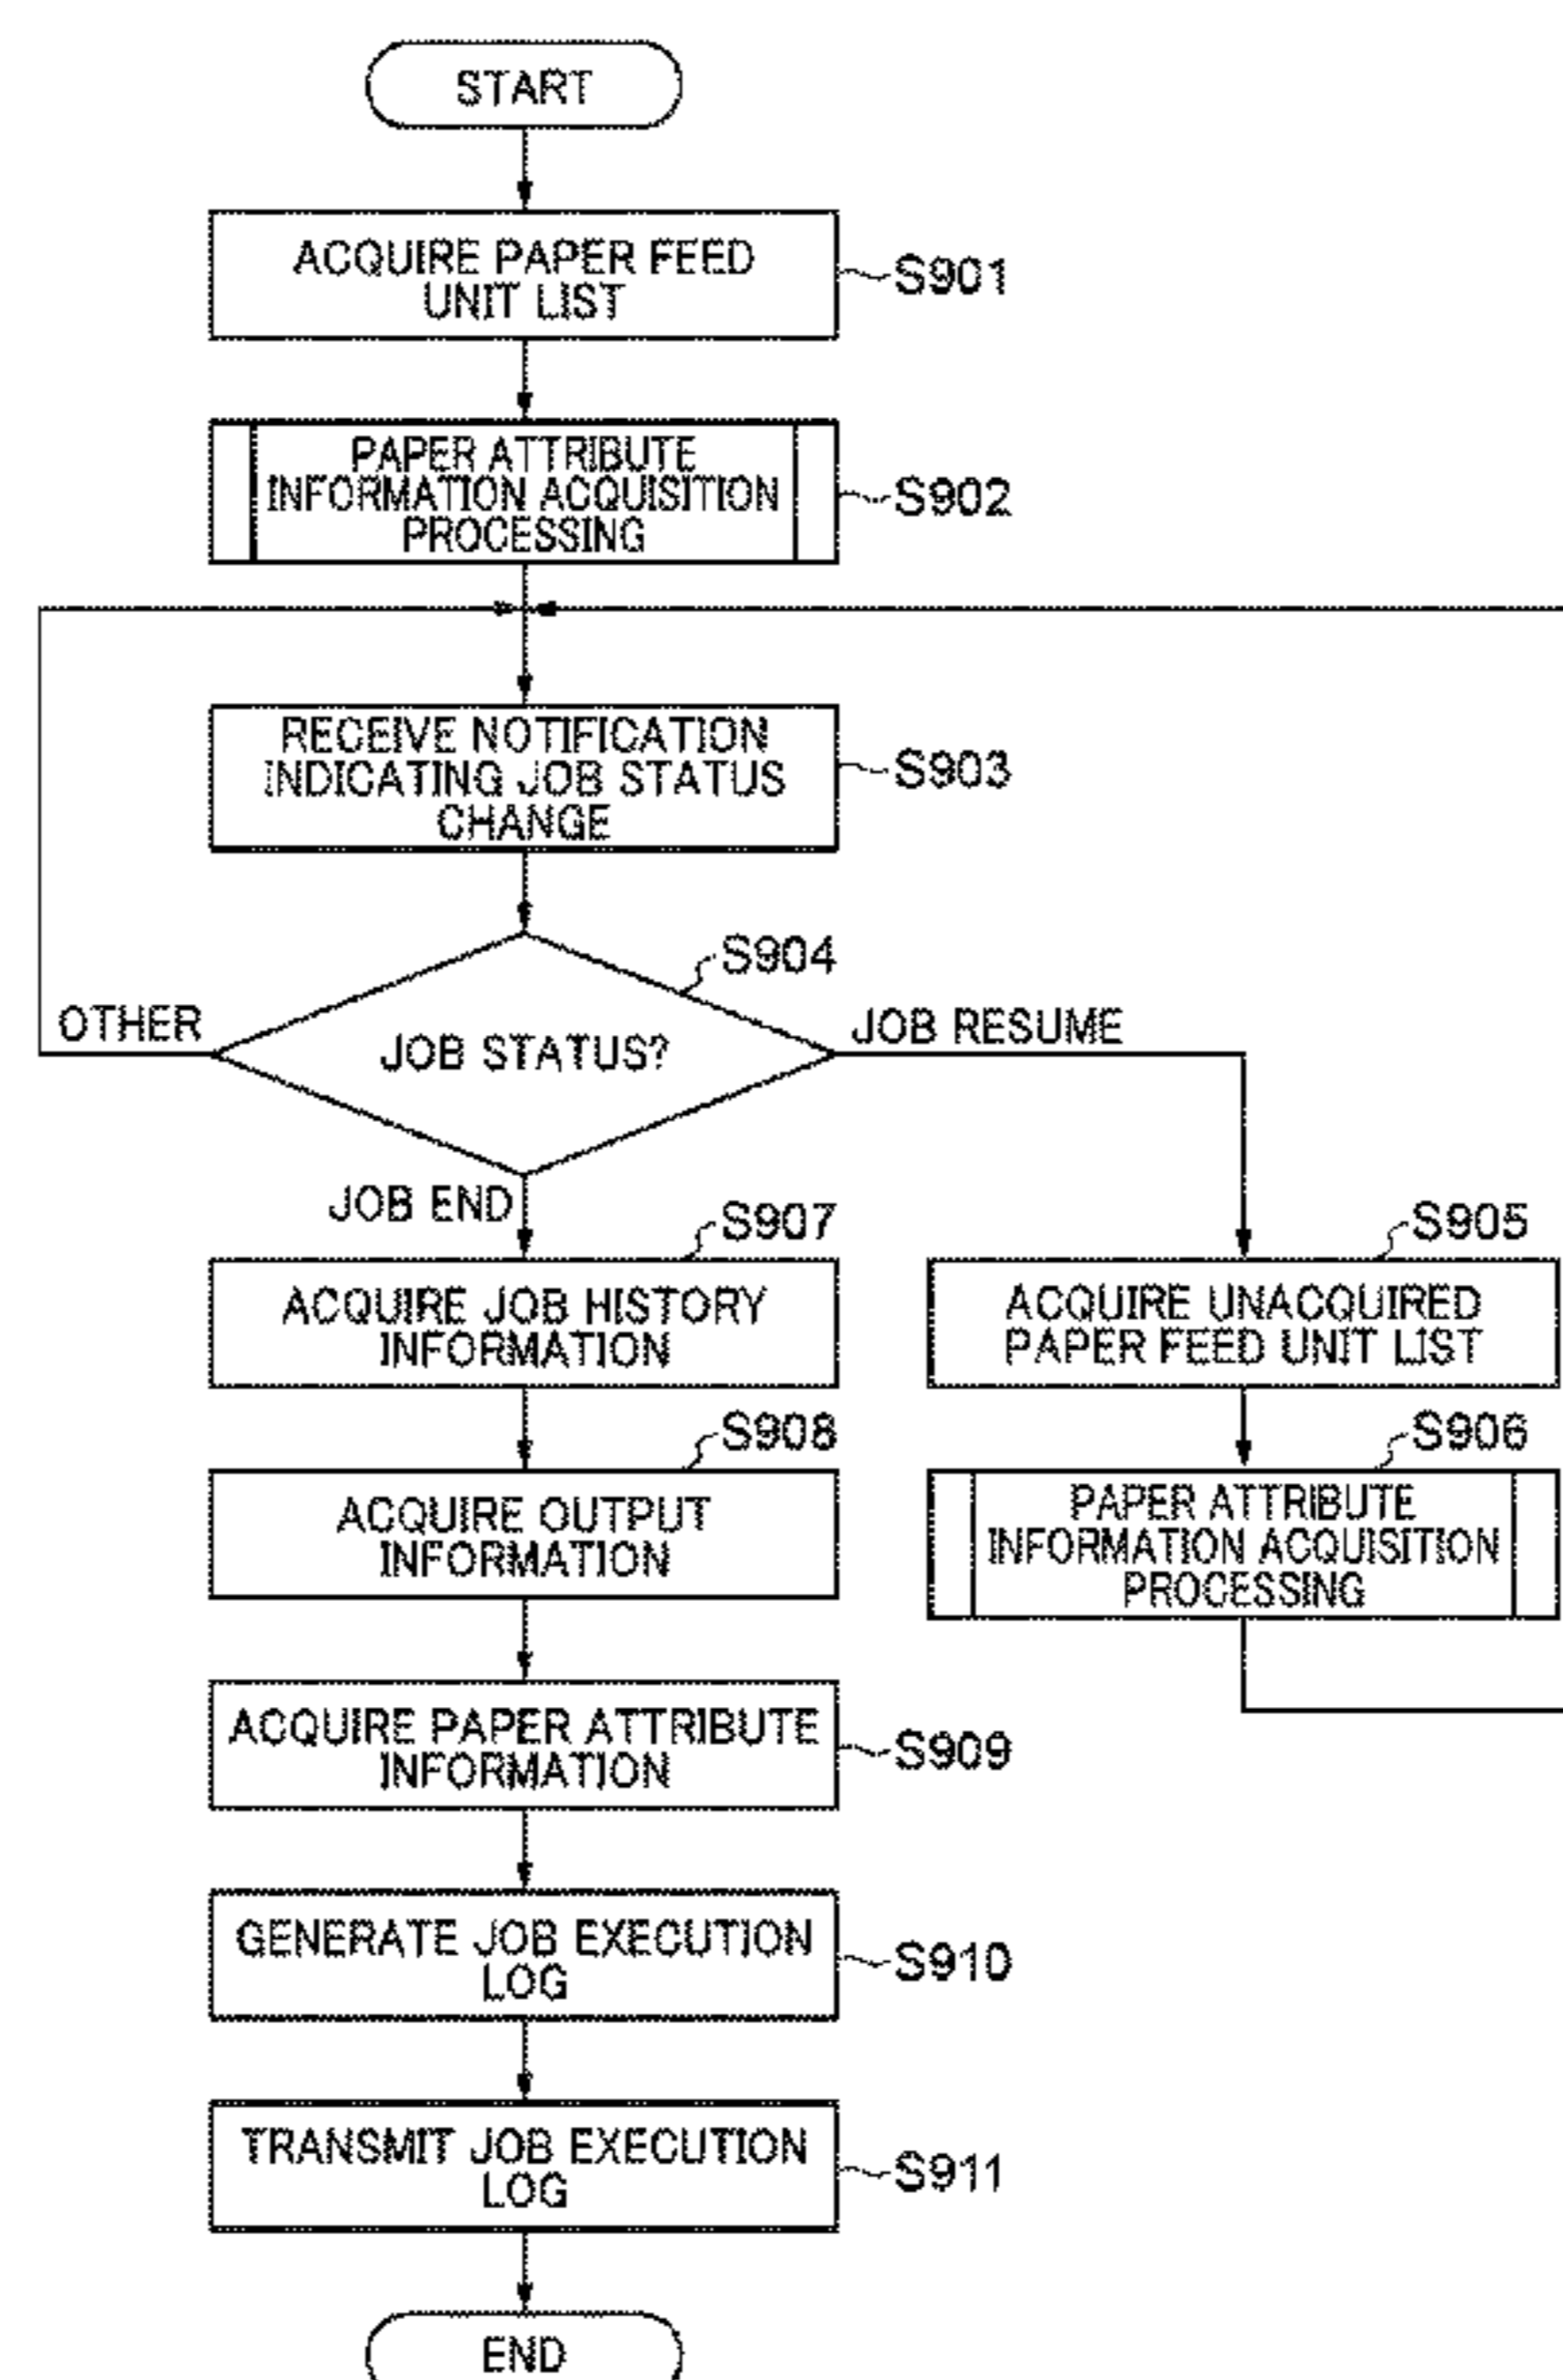 START
ACQUIRE PAPER FEED
UNIT LIST
S901
PAPER ATTRIBUTE
INFORMATION ACQUISITION
PROCESSING
S902
RECEIVE NOTIFICATION
INDICATING JOB STATUS
CHANGE
S903
S904
OTHER
JOB STATUS?
JOB RESUME
JOB END
S907
ACQUIRE JOB HISTORY
INFORMATION
S905
ACQUIRE UNACQUIRED
PAPER FEED UNIT LIST
S908
ACQUIRE OUTPUT
INFORMATION
S906
PAPER ATTRIBUTE
INFORMATION ACQUISITION
PROCESSING
ACQUIRE PAPER ATTRIBUTE
INFORMATION
S909
GENERATE JOB EXECUTION
LOG
S910
TRANSMIT JOB EXECUTION
LOG
S911
END